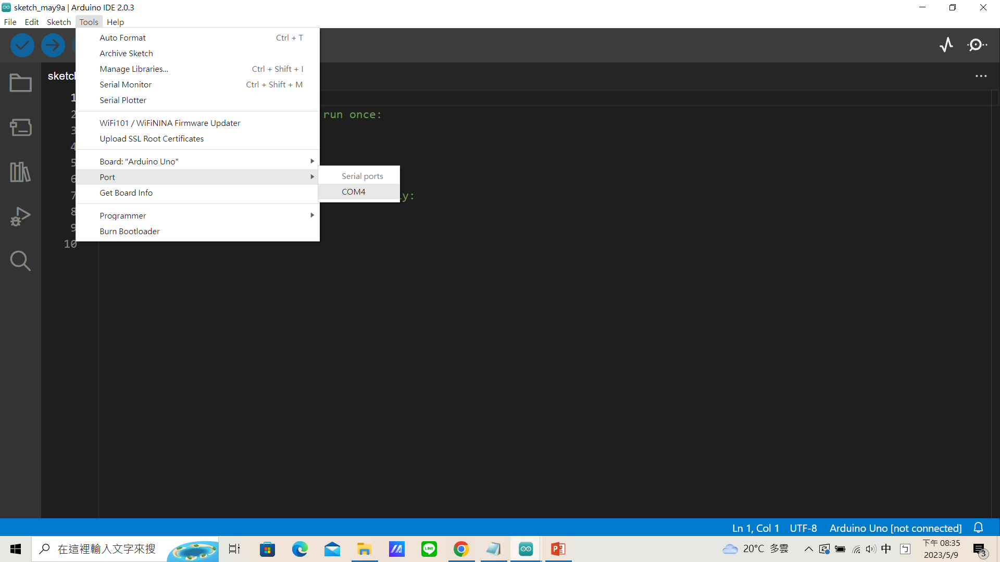 sketch_may9a | Arduino IDE 2.0.3
File Edit Sketch Tools Help
Auto Format Ctrl + T
Archive Sketch
Manage Libraries... Ctrl + Shift + I
Serial Monitor Ctrl + Shift + M
Serial Plotter
WiFi101 / WiFiNINA Firmware Updater
Upload SSL Root Certificates
Board: "Arduino Uno"
Port
Get Board Info
Programmer
Burn Bootloader
Serial ports
COM4
sketch
1
2 run once:
3
4
5
6
7 y:
8
9
10
Ln 1, Col 1 UTF-8 Arduino Uno [not connected]
在這裡輸入文字來搜
LINE
20°C 多雲
中
ㄅ
下午 08:35
2023/5/9
3